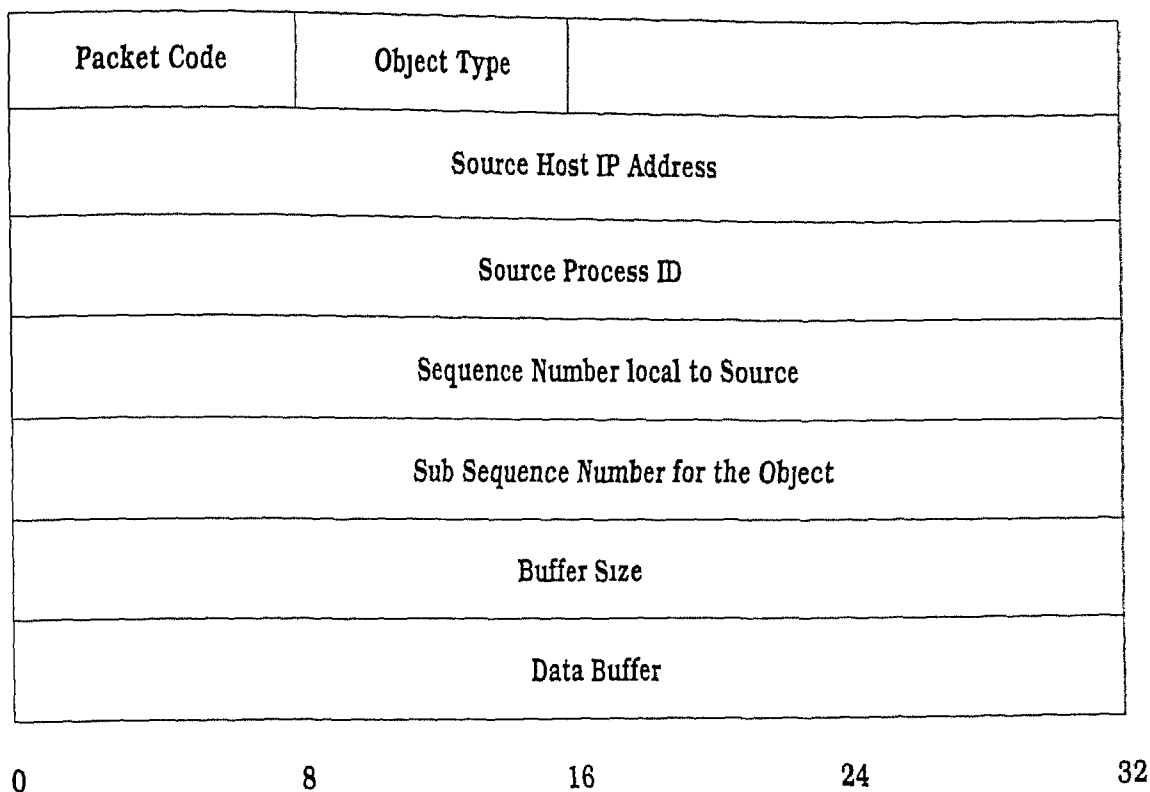 Packet Code Object Type
Source Host IP Address
Source Process ID
Sequence Number local to Source
Sub Sequence Number for the Object
Buffer Size
Data Buffer
0 8 16 24 32